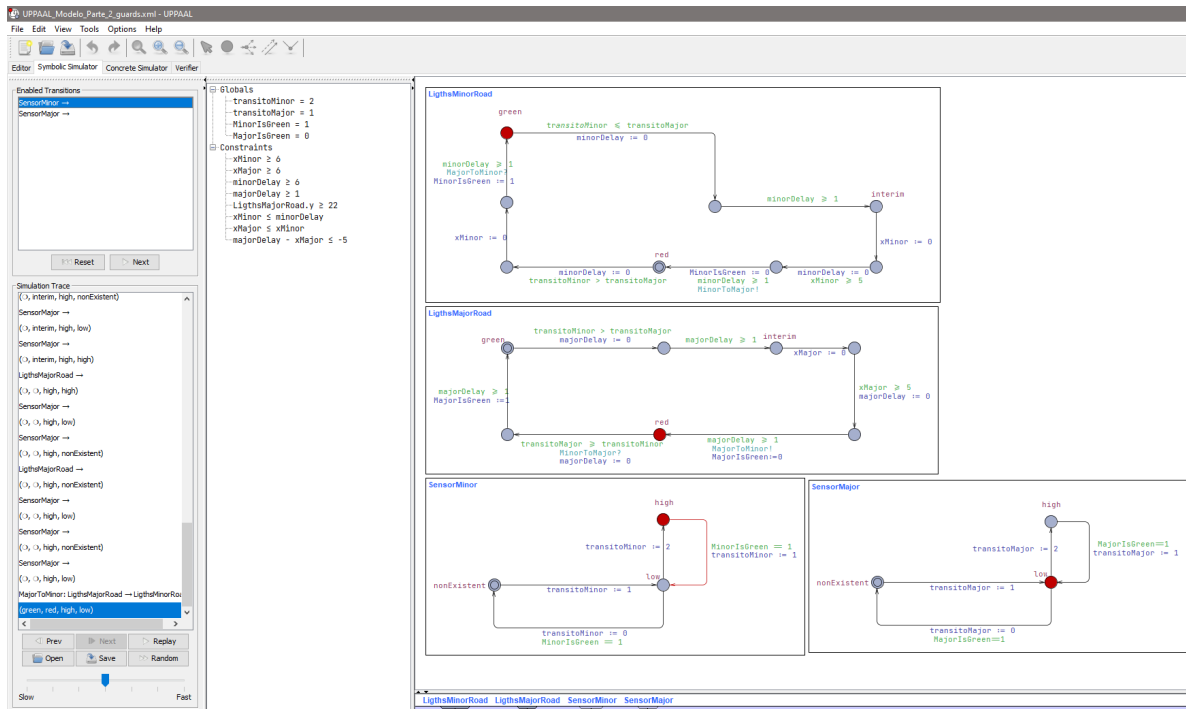 UPPAAL_Modelo_Parte_2_guards.xml - UPPAAL
File Edit View Tools Options Help
Editor Symbolic Simulator Concrete Simulator Verifier
Enabled Transitions
SensorMinor →
SensorMajor →
Reset Next
Simulation Trace
(○, interim, high, nonExistent)
SensorMajor →
(○, interim, high, low)
SensorMajor →
(○, interim, high, high)
LigthsMajorRoad →
(○, ○, high, high)
SensorMajor →
(○, ○, high, low)
SensorMajor →
(○, ○, high, nonExistent)
LigthsMajorRoad →
(○, ○, high, nonExistent)
SensorMajor →
(○, ○, high, low)
SensorMajor →
(○, ○, high, nonExistent)
SensorMajor →
(○, ○, high, low)
MajorToMinor: LigthsMajorRoad → LigthsMinorRoa
(green, red, high, low)
Prev Next Replay
Open Save Random
Slow Fast
Globals
transitoMinor = 2
transitoMajor = 1
MinorIsGreen = 1
MajorIsGreen = 0
Constraints
xMinor ≥ 6
xMajor ≥ 6
minorDelay ≥ 6
majorDelay ≥ 1
LigthsMajorRoad.y ≥ 22
xMinor ≤ minorDelay
xMajor ≤ xMinor
majorDelay - xMajor ≤ -5
LigthsMinorRoad
green
transitoMinor ≤ transitoMajor
minorDelay := 0
minorDelay ≥ 1
MajorToMinor?
MinorIsGreen := 1
minorDelay ≥ 1
interim
xMinor := 0
xMinor := 0
red
minorDelay := 0
transitoMinor > transitoMajor
MinorIsGreen := 0
minorDelay ≥ 1
MinorToMajor!
minorDelay := 0
xMinor ≥ 5
LigthsMajorRoad
green
transitoMinor > transitoMajor
majorDelay := 0
majorDelay ≥ 1
interim
xMajor := 0
majorDelay ≥ 1
MajorIsGreen :=1
xMajor ≥ 5
majorDelay := 0
red
transitoMajor ≥ transitoMinor
MinorToMajor?
majorDelay := 0
majorDelay ≥ 1
MajorToMinor!
MajorIsGreen:=0
SensorMinor
high
transitoMinor := 2
MinorIsGreen == 1
transitoMinor := 1
nonExistent
low
transitoMinor := 1
transitoMinor := 0
MinorIsGreen == 1
SensorMajor
high
transitoMajor := 2
MajorIsGreen==1
transitoMajor := 1
nonExistent
low
transitoMajor := 1
transitoMajor := 0
MajorIsGreen==1
LigthsMinorRoad LigthsMajorRoad SensorMinor SensorMajor